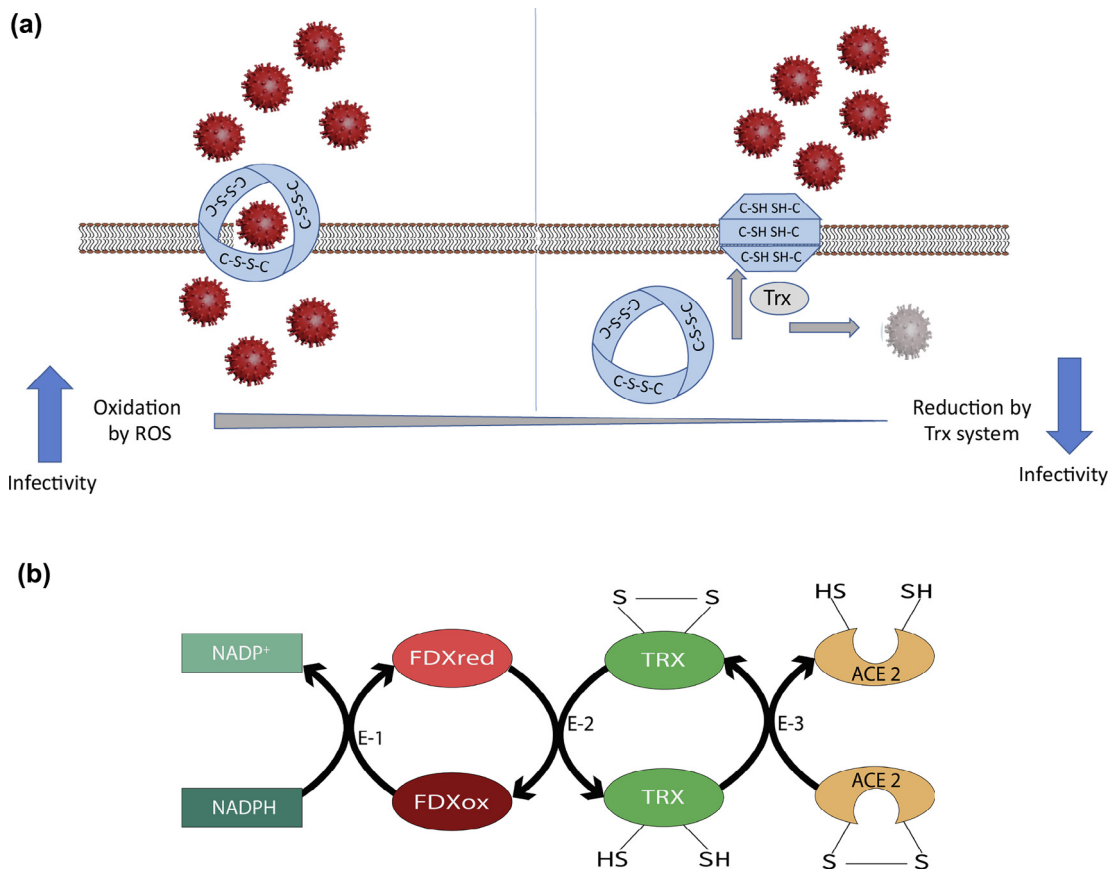 (a)
C-S-S-C
C-S-S-C
C-S-S-C
C-SH SH-C
C-SH SH-C
C-SH SH-C
Trx
C-S-S-C
C-S-S-C
C-S-S-C
Oxidation
by ROS
Infectivity
Reduction by
Trx system
Infectivity
(b)
S S
HS SH
NADP⁺
FDXred
TRX
ACE 2
E-1
E-2
E-3
NADPH
FDXox
TRX
ACE 2
HS SH
S S